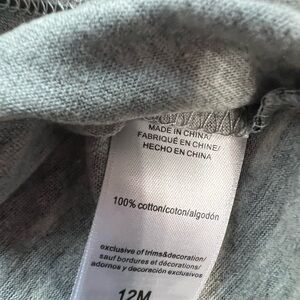 MADE IN CHINA/
FABRIQUÉ EN CHINE/
HECHO EN CHINA
100% cotton/coton/algodón
exclusive of trims&decoration/
sauf bordures et décorations/
adornos y decoración exclusivos
12M